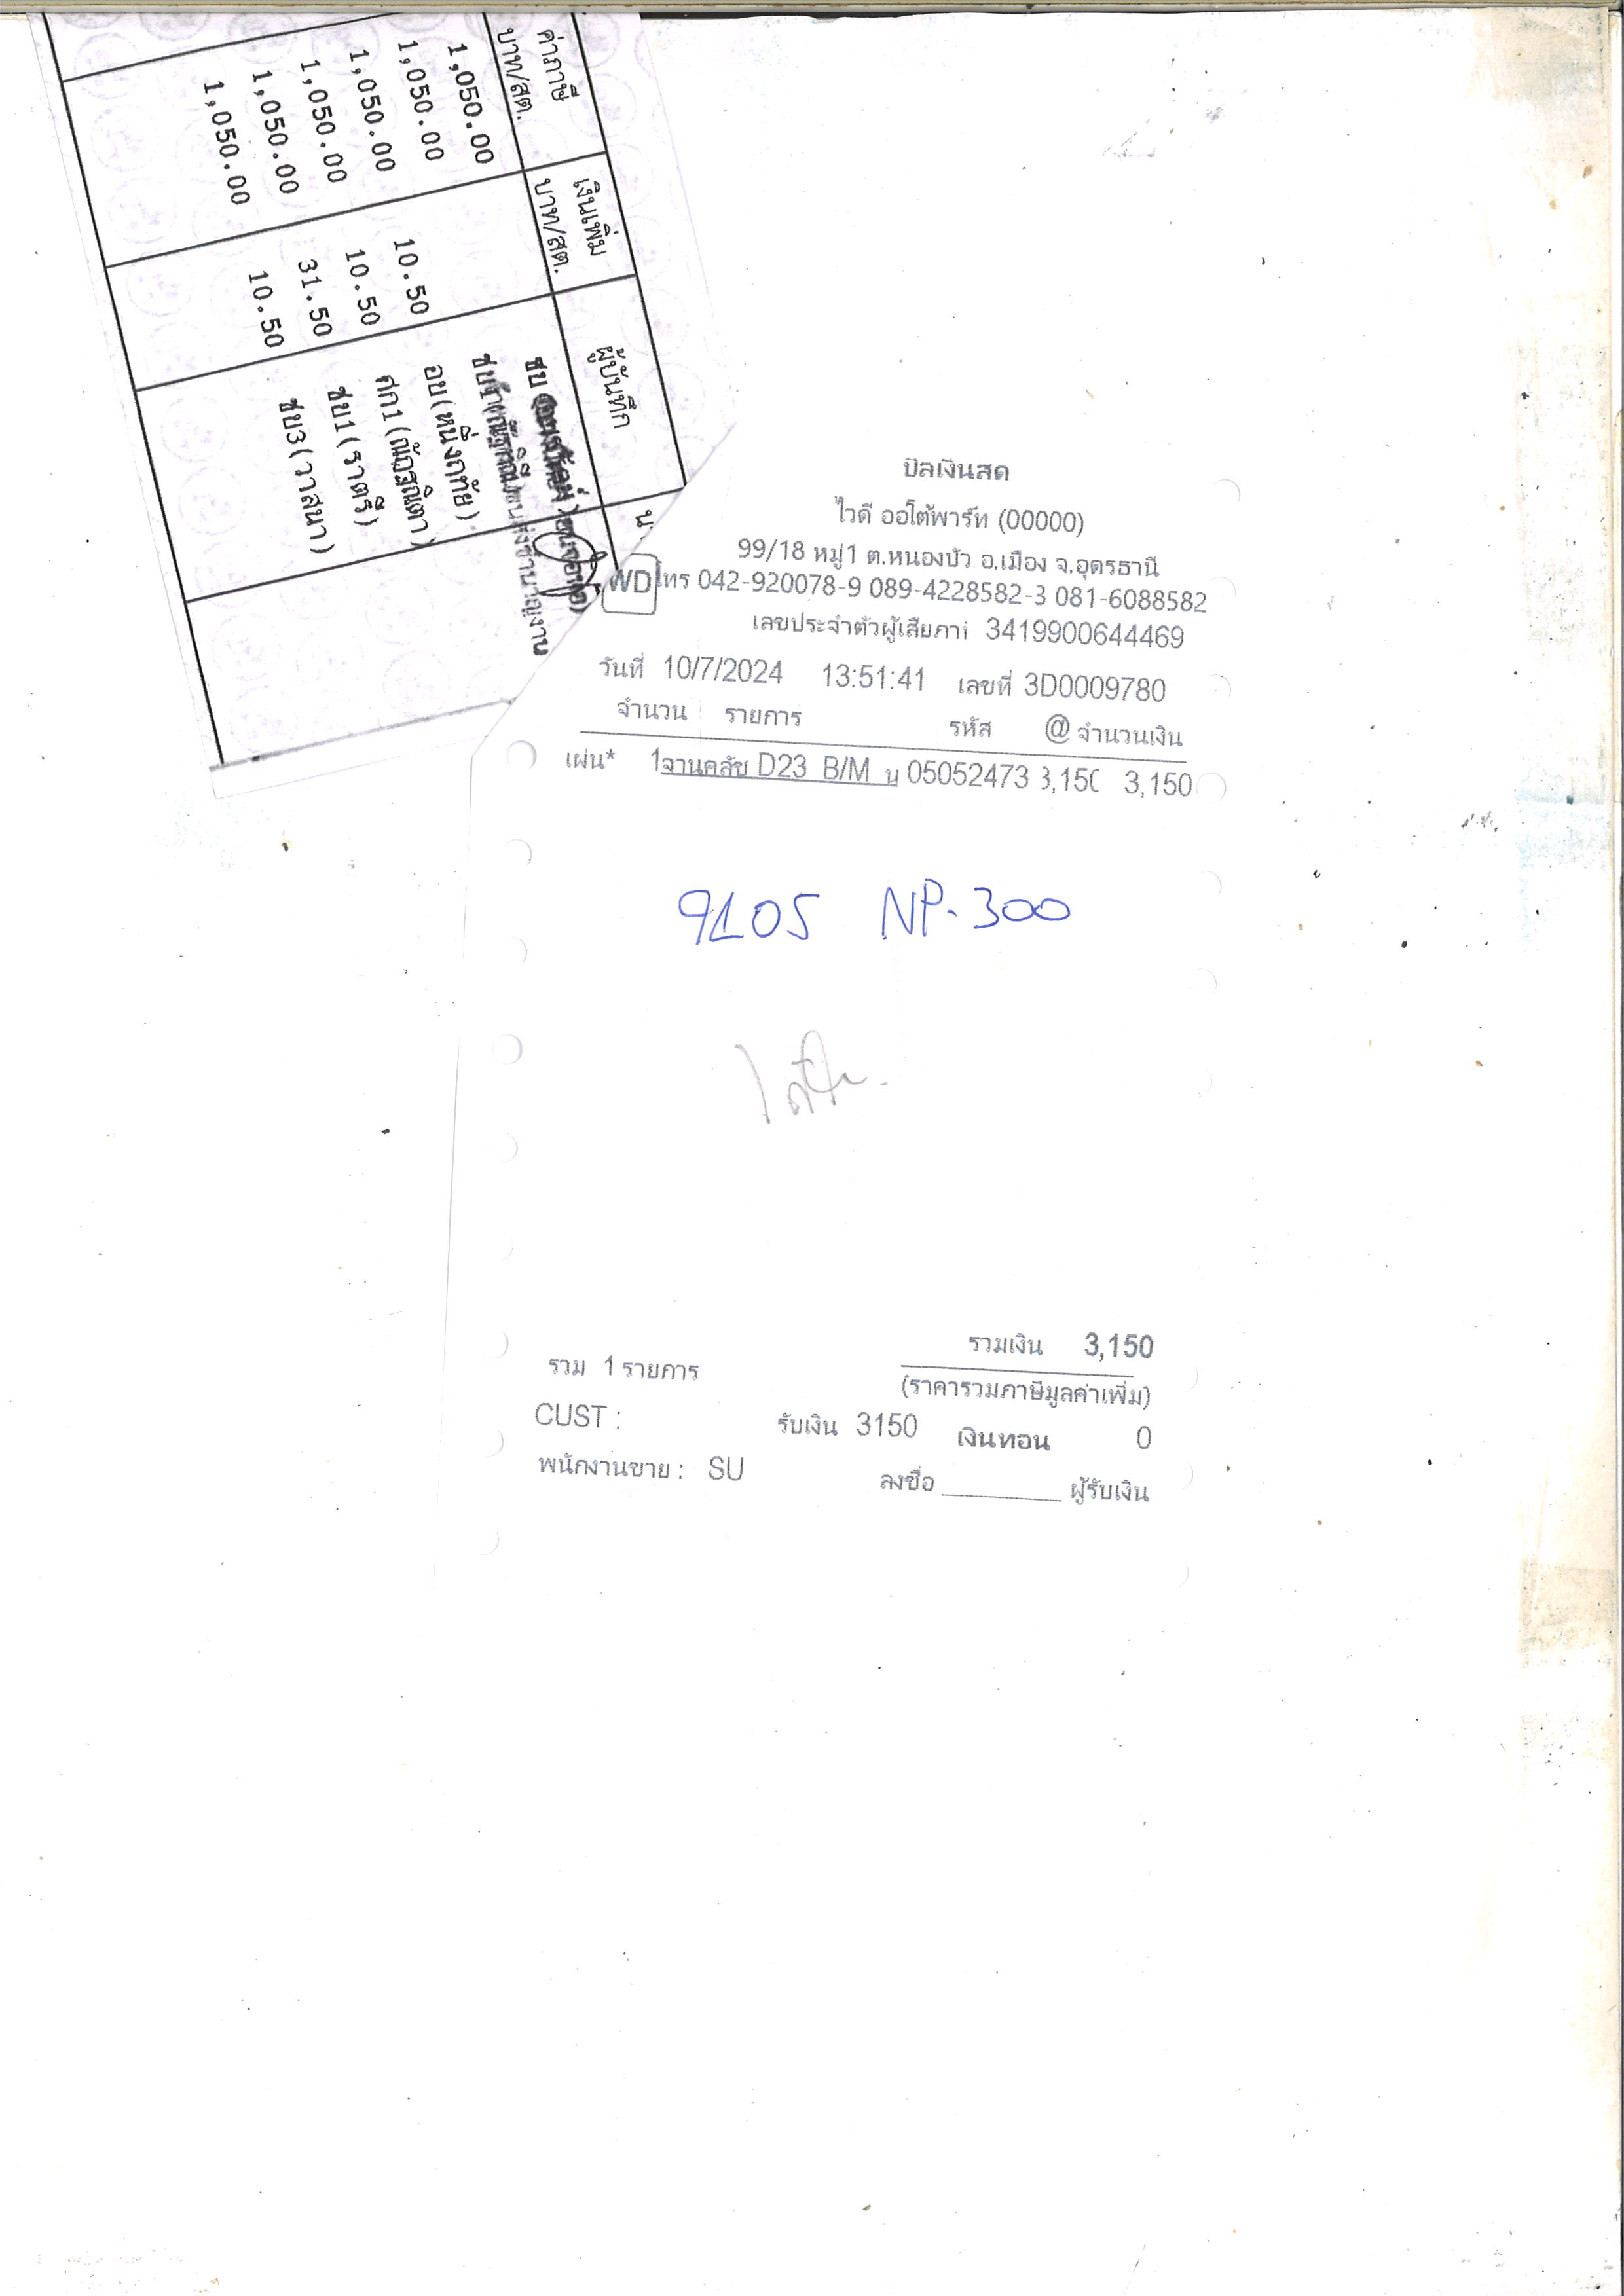 ค่าภาษี
บาท/สต.
เงินเพิ่ม
บาท/สต.
ผู้บันทึก
1,050.00
1,050.00 10.50 อบ(หนึ่งฤทัย)
1,050.00 10.50
1,050.00 31.50 ชบ1(ราตรี)
1,050.00 10.50 ชบ3(วาสนา)
1,050.00
บิลเงินสด
ไวดี ออโต้พาร์ท (00000)
99/18 หมู่1 ต.หนองบัว อ.เมือง จ.อุดรธานี
WD โทร 042-920078-9 089-4228582-3 081-6088582
เลขประจำตัวผู้เสียภา 3419900644469
วันที่ 10/7/2024 13:51:41 เลขที่ 3D0009780
จำนวน รายการ รหัส @ จำนวนเงิน
เผ่น* 1จานคลัช D23 B/M น 05052473 3,150 3,150
9105 NP-300
รวมเงิน 3,150
รวม 1 รายการ
(ราคารวมภาษีมูลค่าเพิ่ม)
CUST : รับเงิน 3150 เงินทอน 0
พนักงานขาย : SU ลงชื่อ ผู้รับเงิน